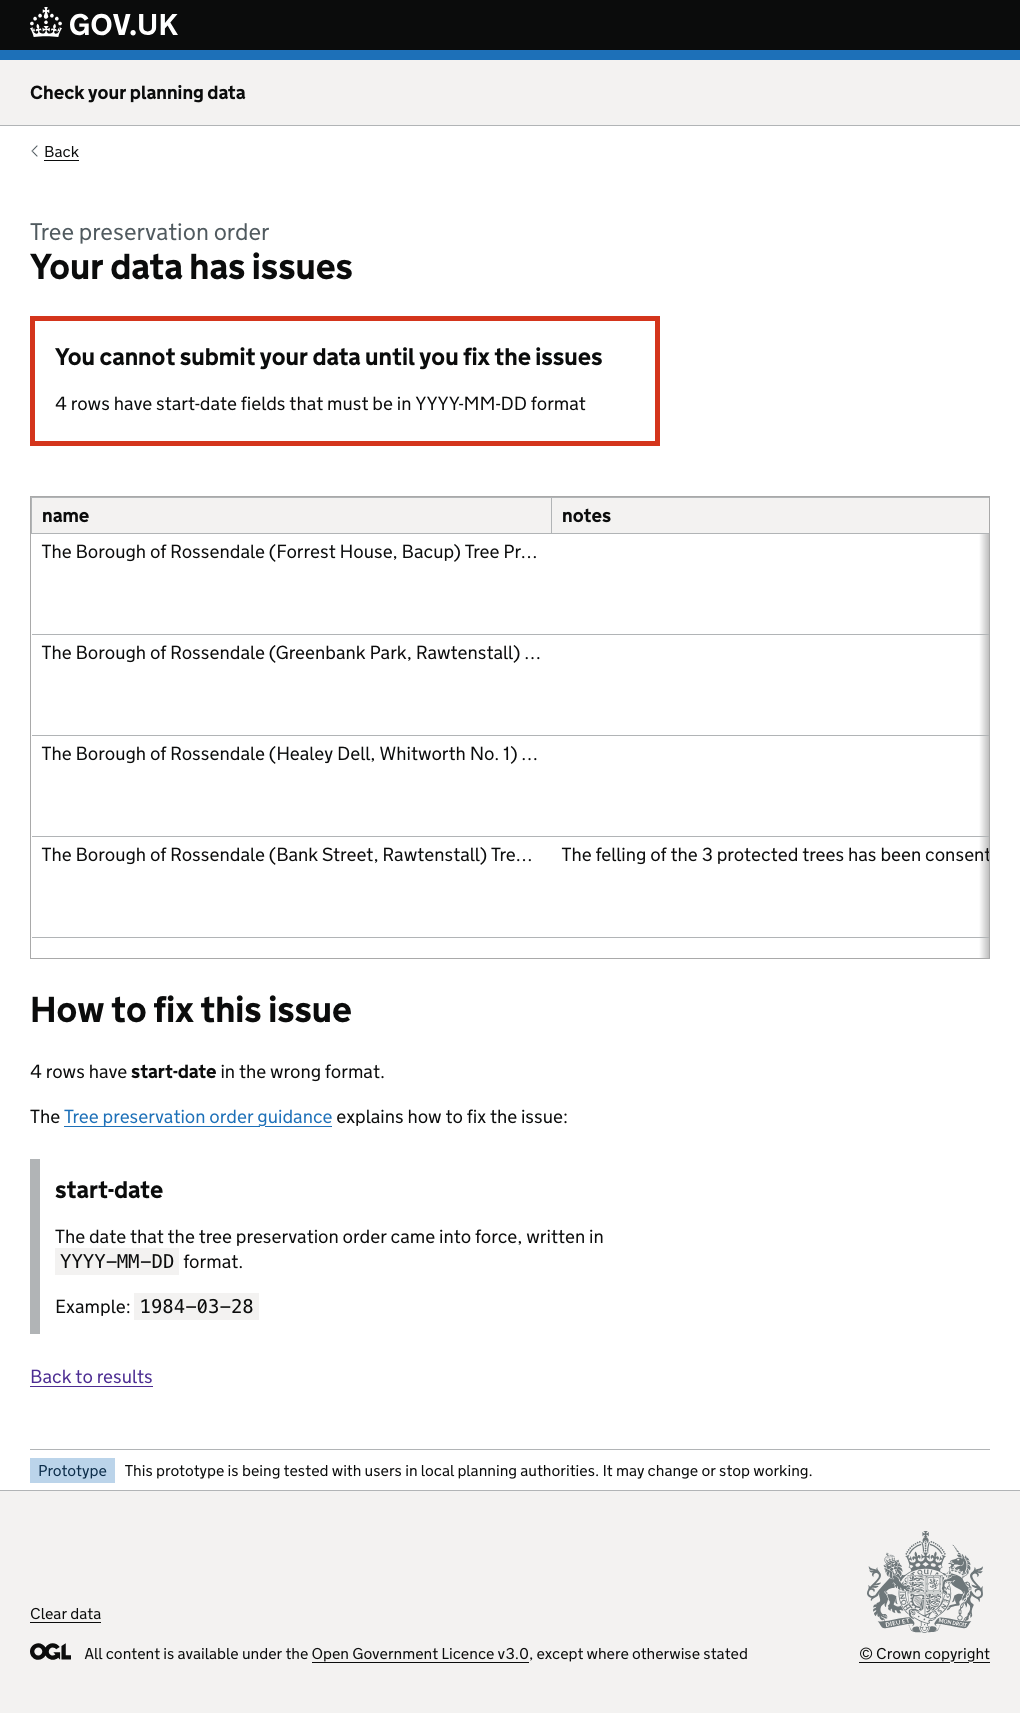 GOV.UK
Check your planning data
Back
Tree preservation order
Your data has issues
You cannot submit your data until you fix the issues
4 rows have start-date fields that must be in YYYY-MM-DD format
name notes
The Borough of Rossendale (Forrest House, Bacup) Tree Pr...
The Borough of Rossendale (Greenbank Park, Rawtenstall) ...
The Borough of Rossendale (Healey Dell, Whitworth No. 1) ...
The Borough of Rossendale (Bank Street, Rawtenstall) Tre... The felling of the 3 protected trees has been consent
How to fix this issue
4 rows have start-date in the wrong format.
The Tree preservation order guidance explains how to fix the issue:
start-date
The date that the tree preservation order came into force, written in
YYYY-MM-DD format.
Example: 1984-03-28
Back to results
Prototype This prototype is being tested with users in local planning authorities. It may change or stop working.
Clear data
OGL All content is available under the Open Government Licence v3.0, except where otherwise stated
DIEU ET MON DROIT
© Crown copyright